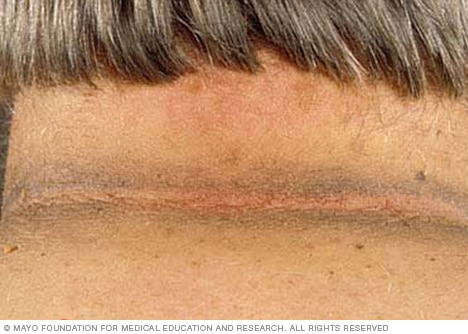 © MAYO FOUNDATION FOR MEDICAL EDUCATION AND RESEARCH. ALL RIGHTS RESERVED